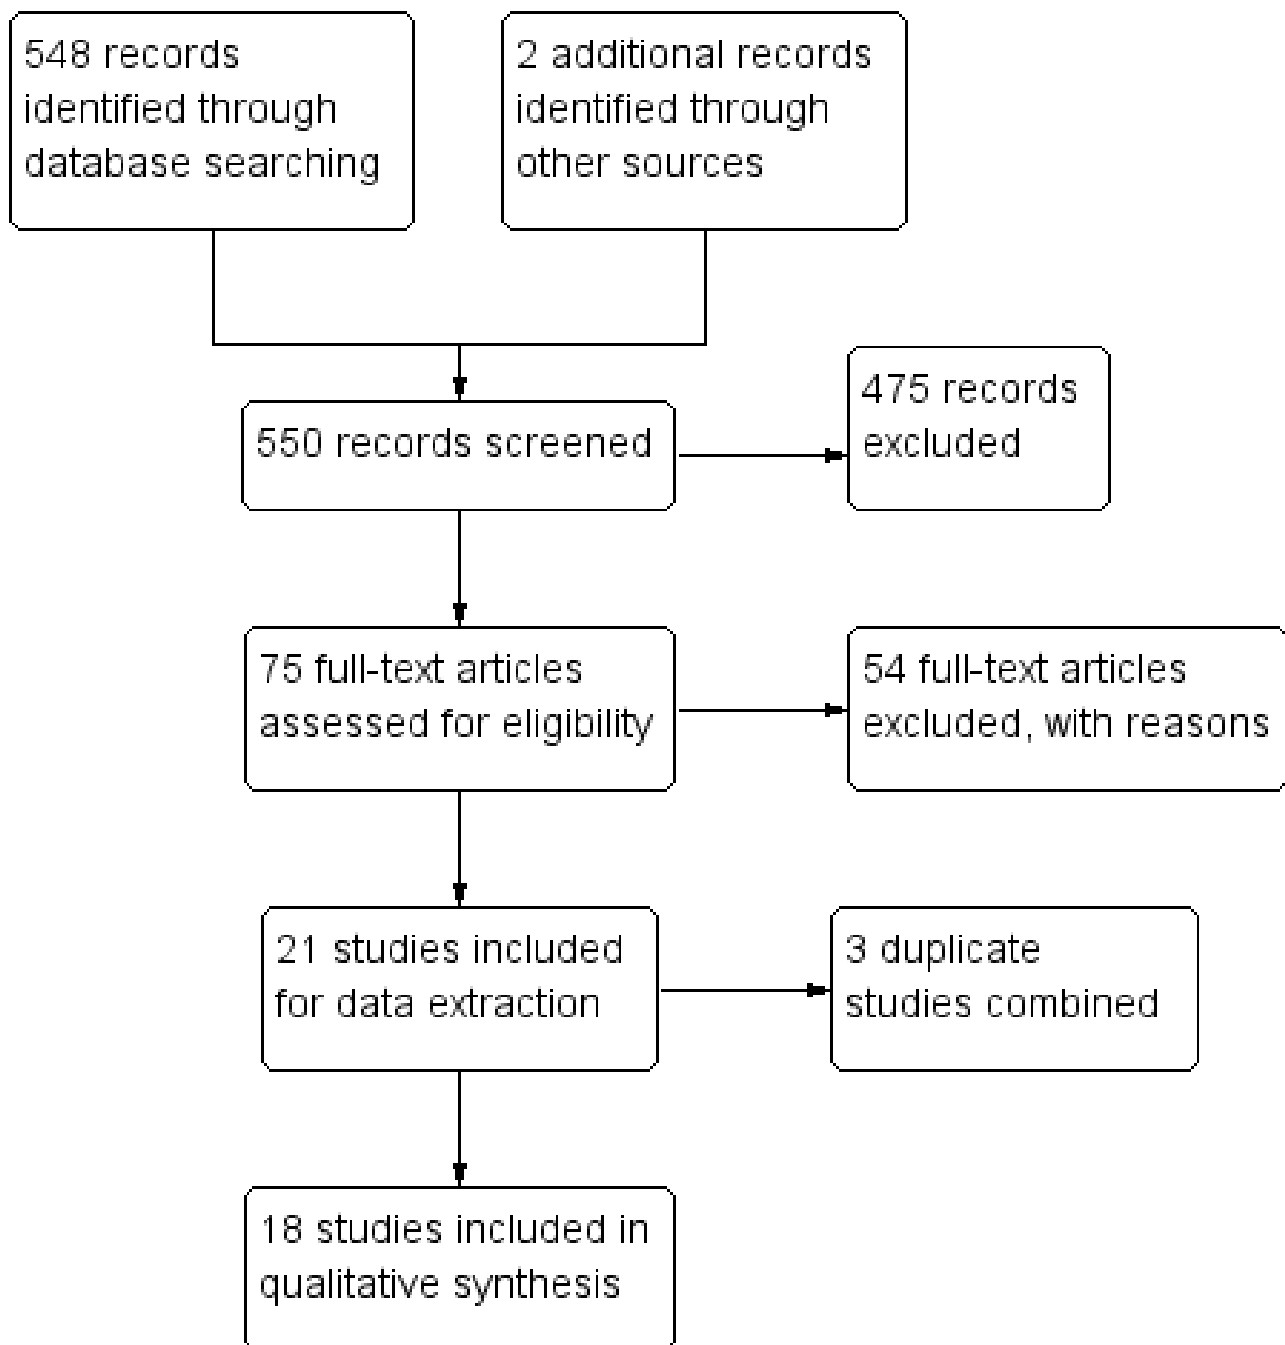 548 records
identified through
database searching
2 additional records
identified through
other sources
550 records screened
475 records
excluded
75 full-text articles
assessed for eligibility
54 full-text articles
excluded, with reasons
21 studies included
for data extraction
3 duplicate
studies combined
18 studies included in
qualitative synthesis